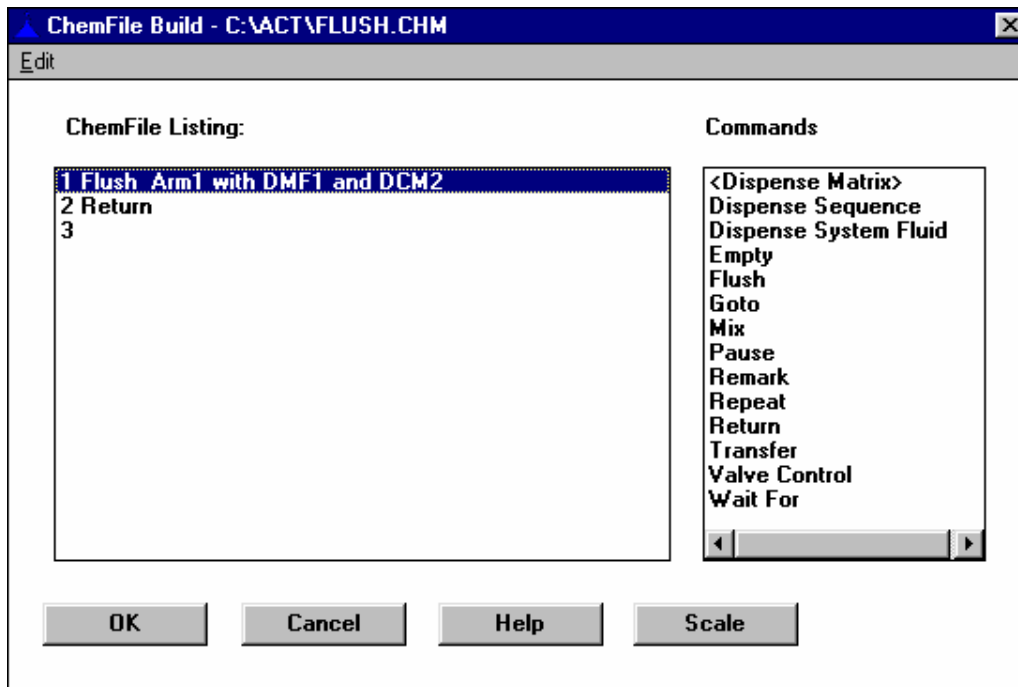 ChemFile Build - C:\ACT\FLUSH.CHM
Edit
ChemFile Listing:
1 Flush  Arm1 with DMF1 and DCM2
2 Return
3
Commands
<Dispense Matrix>
Dispense Sequence
Dispense System Fluid
Empty
Flush
Goto
Mix
Pause
Remark
Repeat
Return
Transfer
Valve Control
Wait For
OK
Cancel
Help
Scale